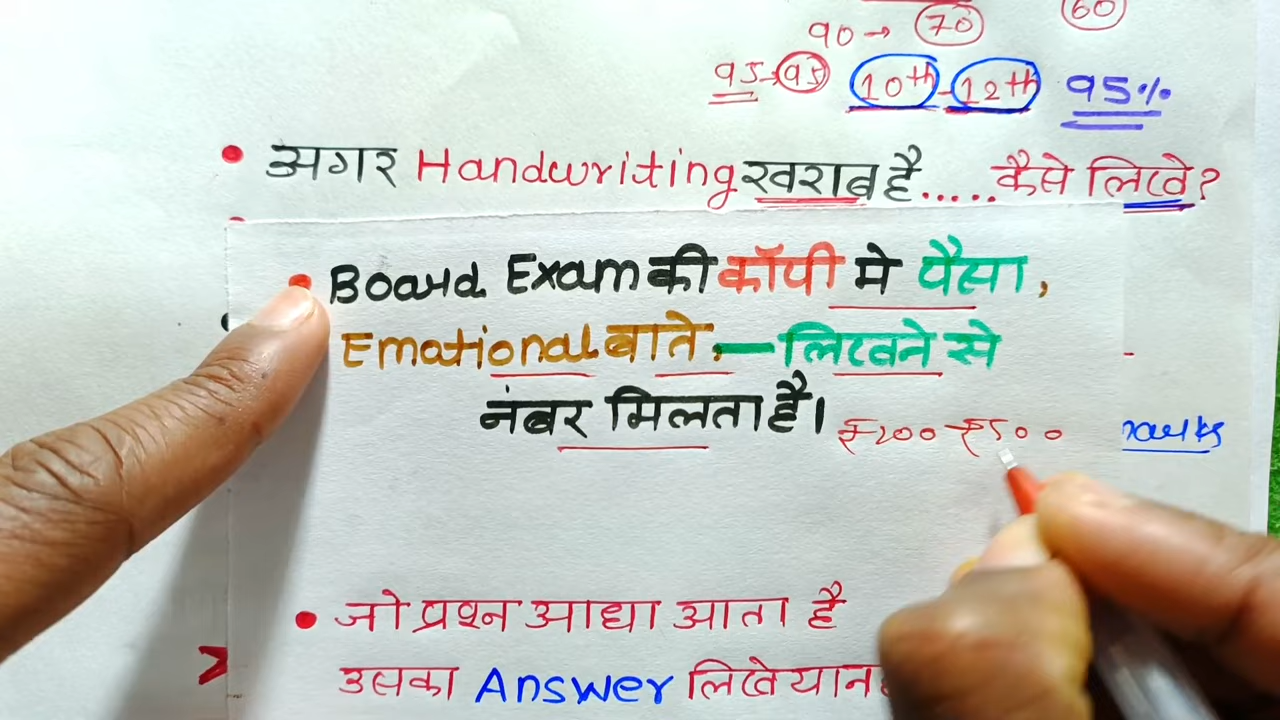 90 → 70 60
95 → 95 10th - 12th 95%
• अगर Handwriting खराब है..... कैसे लिखे?
• Board Exam की कॉपी मे पैसा,
Emotional बाते, — लिखने से
नंबर मिलता है।
₹200 - ₹500 marks
• जो प्रश्न आधा आता है
उसका Answer लिखे या न